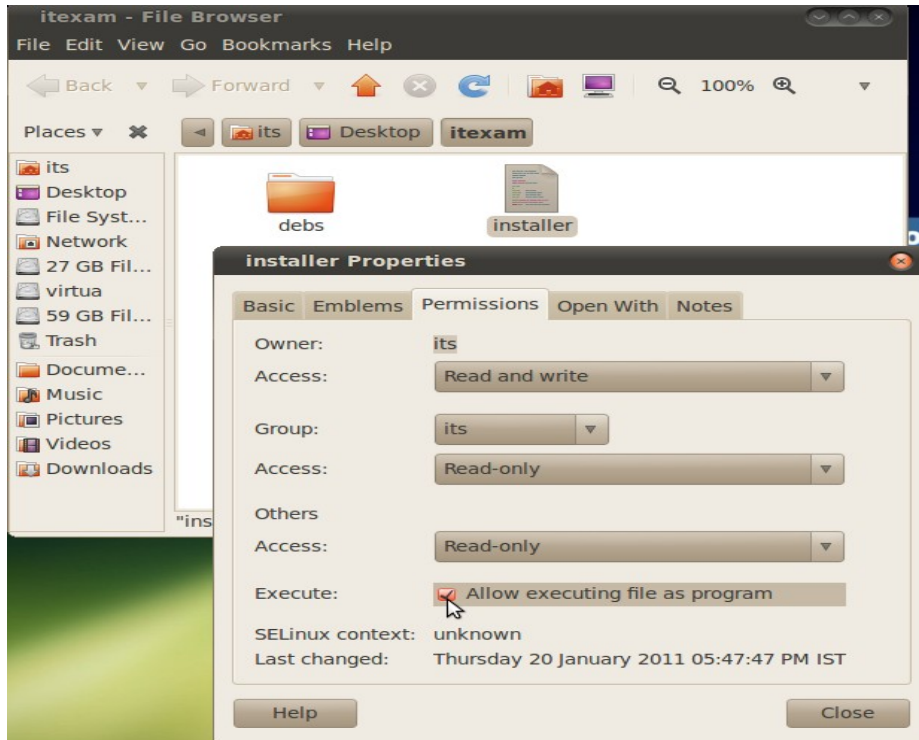 itexam - File Browser
File Edit View Go Bookmarks Help
Back Forward 100%
Places its Desktop itexam
its
Desktop
File Syst...
Network
27 GB Fil...
virtua
59 GB Fil...
Trash
Docume...
Music
Pictures
Videos
Downloads
debs installer
"ins
installer Properties
Basic Emblems Permissions Open With Notes
Owner: its
Access: Read and write
Group: its
Access: Read-only
Others
Access: Read-only
Execute: Allow executing file as program
SELinux context: unknown
Last changed: Thursday 20 January 2011 05:47:47 PM IST
Help Close